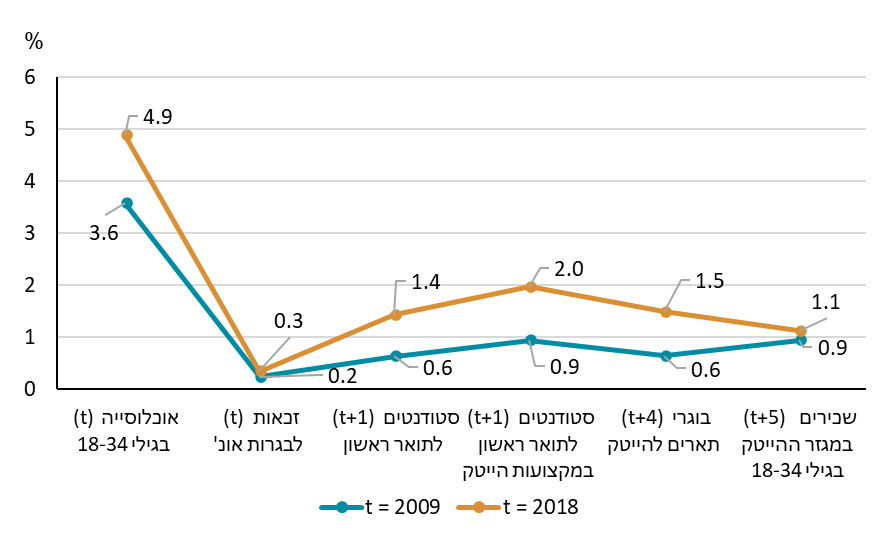 %
6
5
4
3
2
1
0
4.9
3.6
0.3
0.2
1.4
0.6
2.0
0.9
1.5
0.6
1.1
0.9
אוכלוסייה (t)
בגילי 18-34
זכאות (t)
לבגרות אונ'
סטודנטים (t+1)
לתואר ראשון
סטודנטים (t+1)
לתואר ראשון
במקצועות הייטק
בוגרי (t+4)
תארים להייטק
שכירים (t+5)
במגזר ההייטק
בגילי 18-34
t = 2009
t = 2018